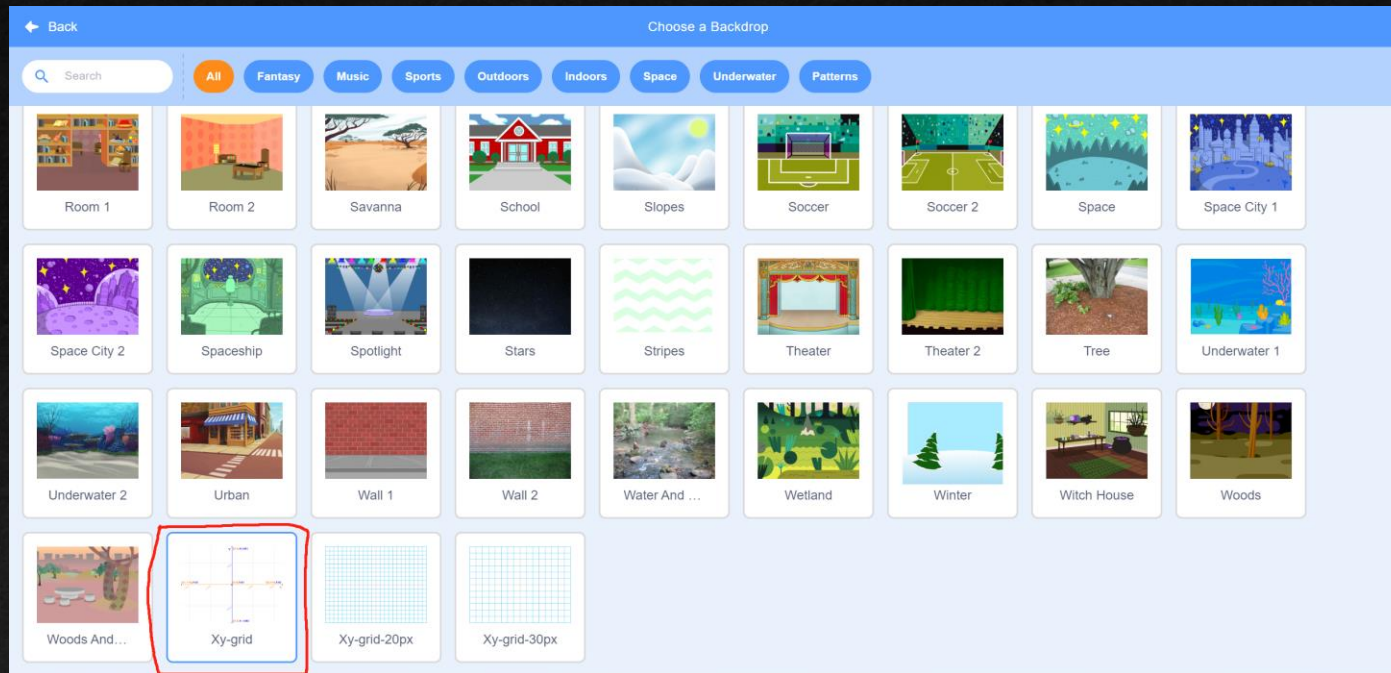 Back
Choose a Backdrop
Search
All
Fantasy
Music
Sports
Outdoors
Indoors
Space
Underwater
Patterns
Room 1
Room 2
Savanna
School
Slopes
Soccer
Soccer 2
Space
Space City 1
Space City 2
Spaceship
Spotlight
Stars
Stripes
Theater
Theater 2
Tree
Underwater 1
Underwater 2
Urban
Wall 1
Wall 2
Water And ...
Wetland
Winter
Witch House
Woods
Woods And...
Xy-grid
Xy-grid-20px
Xy-grid-30px